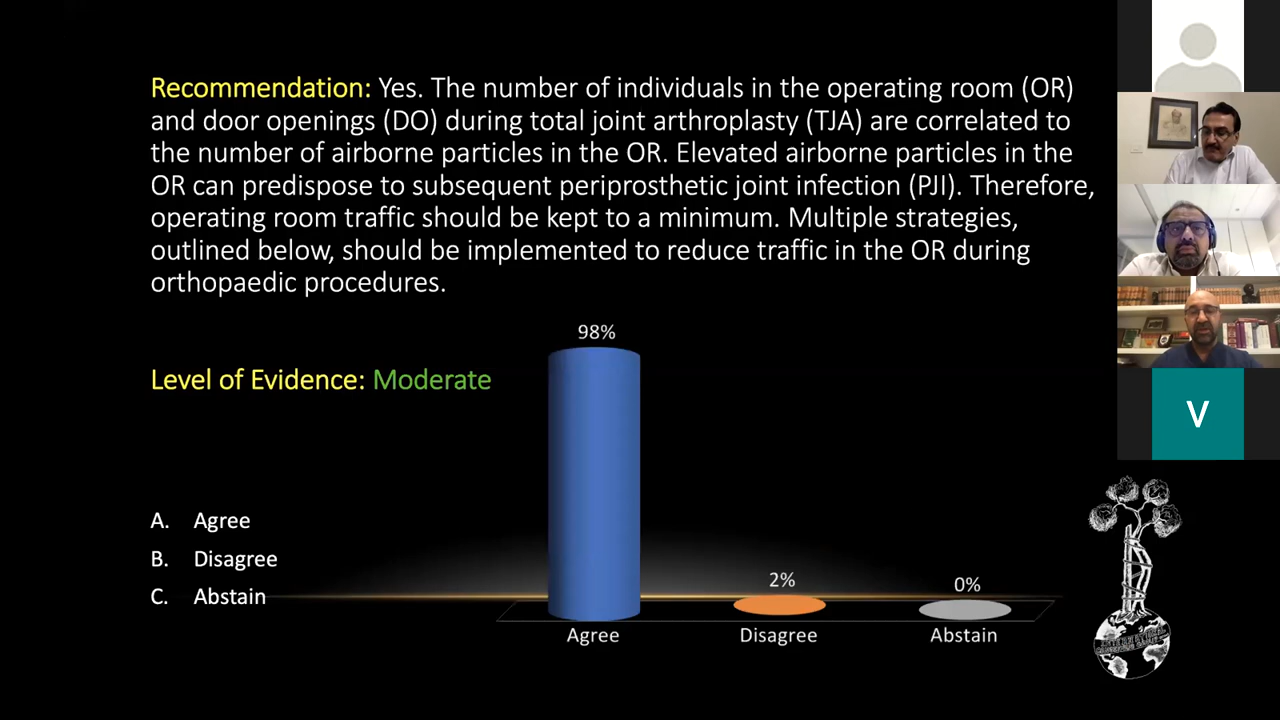 Recommendation: Yes. The number of individuals in the operating room (OR)
and door openings (DO) during total joint arthroplasty (TJA) are correlated to
the number of airborne particles in the OR. Elevated airborne particles in the
OR can predispose to subsequent periprosthetic joint infection (PJI). Therefore,
operating room traffic should be kept to a minimum. Multiple strategies,
outlined below, should be implemented to reduce traffic in the OR during
orthopaedic procedures.
98%
Level of Evidence: Moderate
A. Agree
B. Disagree
C. Abstain
2%
0%
Agree
Disagree
Abstain
V